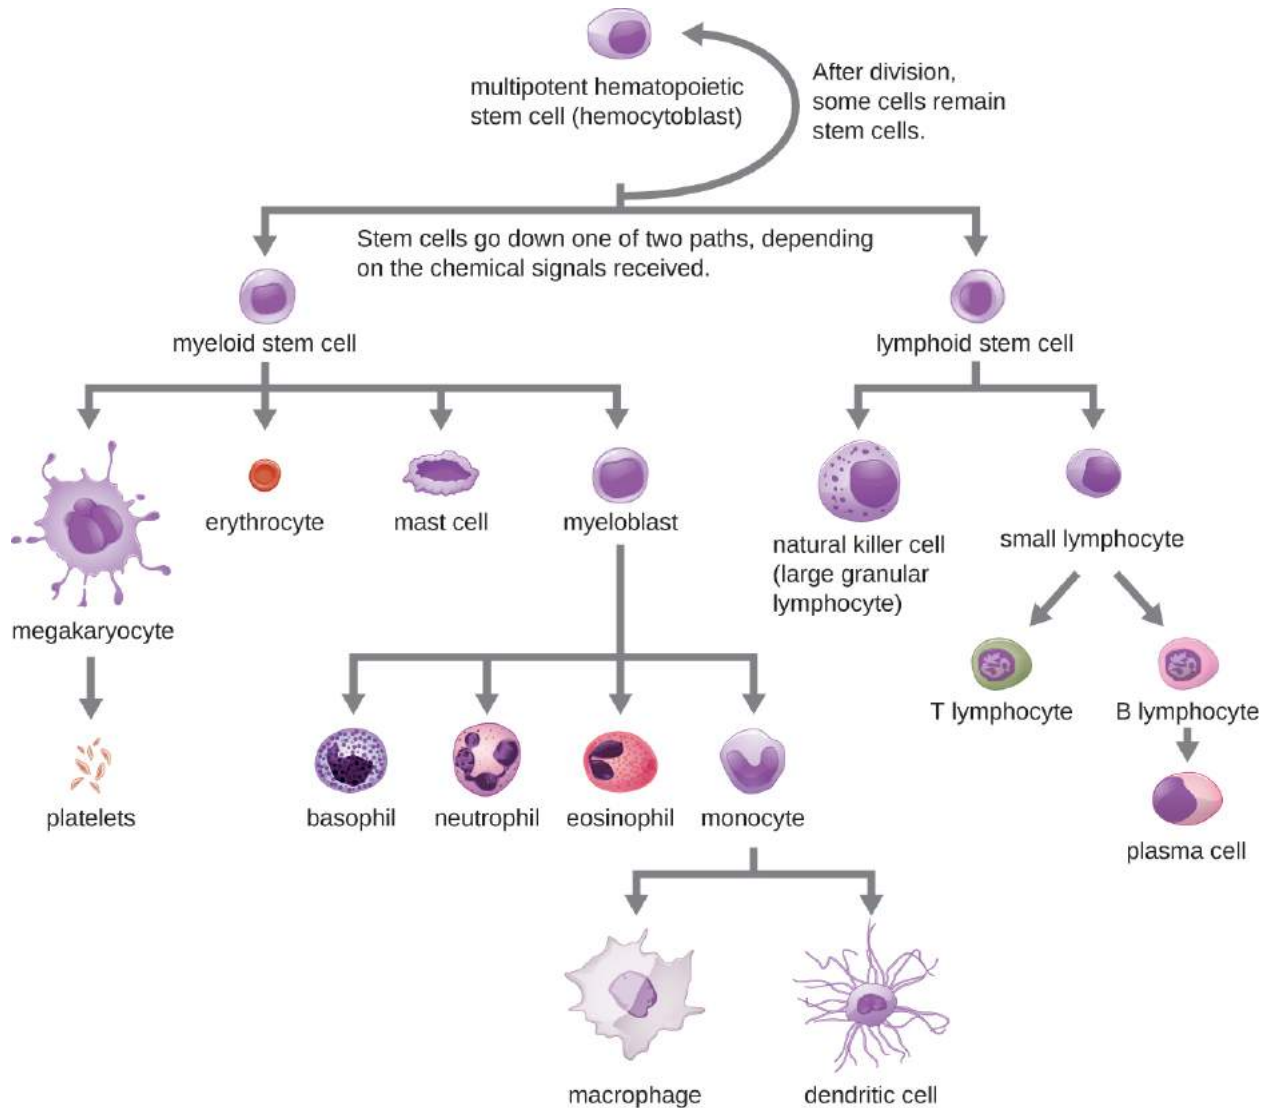 multipotent hematopoietic
stem cell (hemocytoblast)
After division,
some cells remain
stem cells.
Stem cells go down one of two paths, depending
on the chemical signals received.
myeloid stem cell
lymphoid stem cell
megakaryocyte
erythrocyte
mast cell
myeloblast
natural killer cell
(large granular
lymphocyte)
small lymphocyte
platelets
basophil
neutrophil
eosinophil
monocyte
T lymphocyte
B lymphocyte
plasma cell
macrophage
dendritic cell